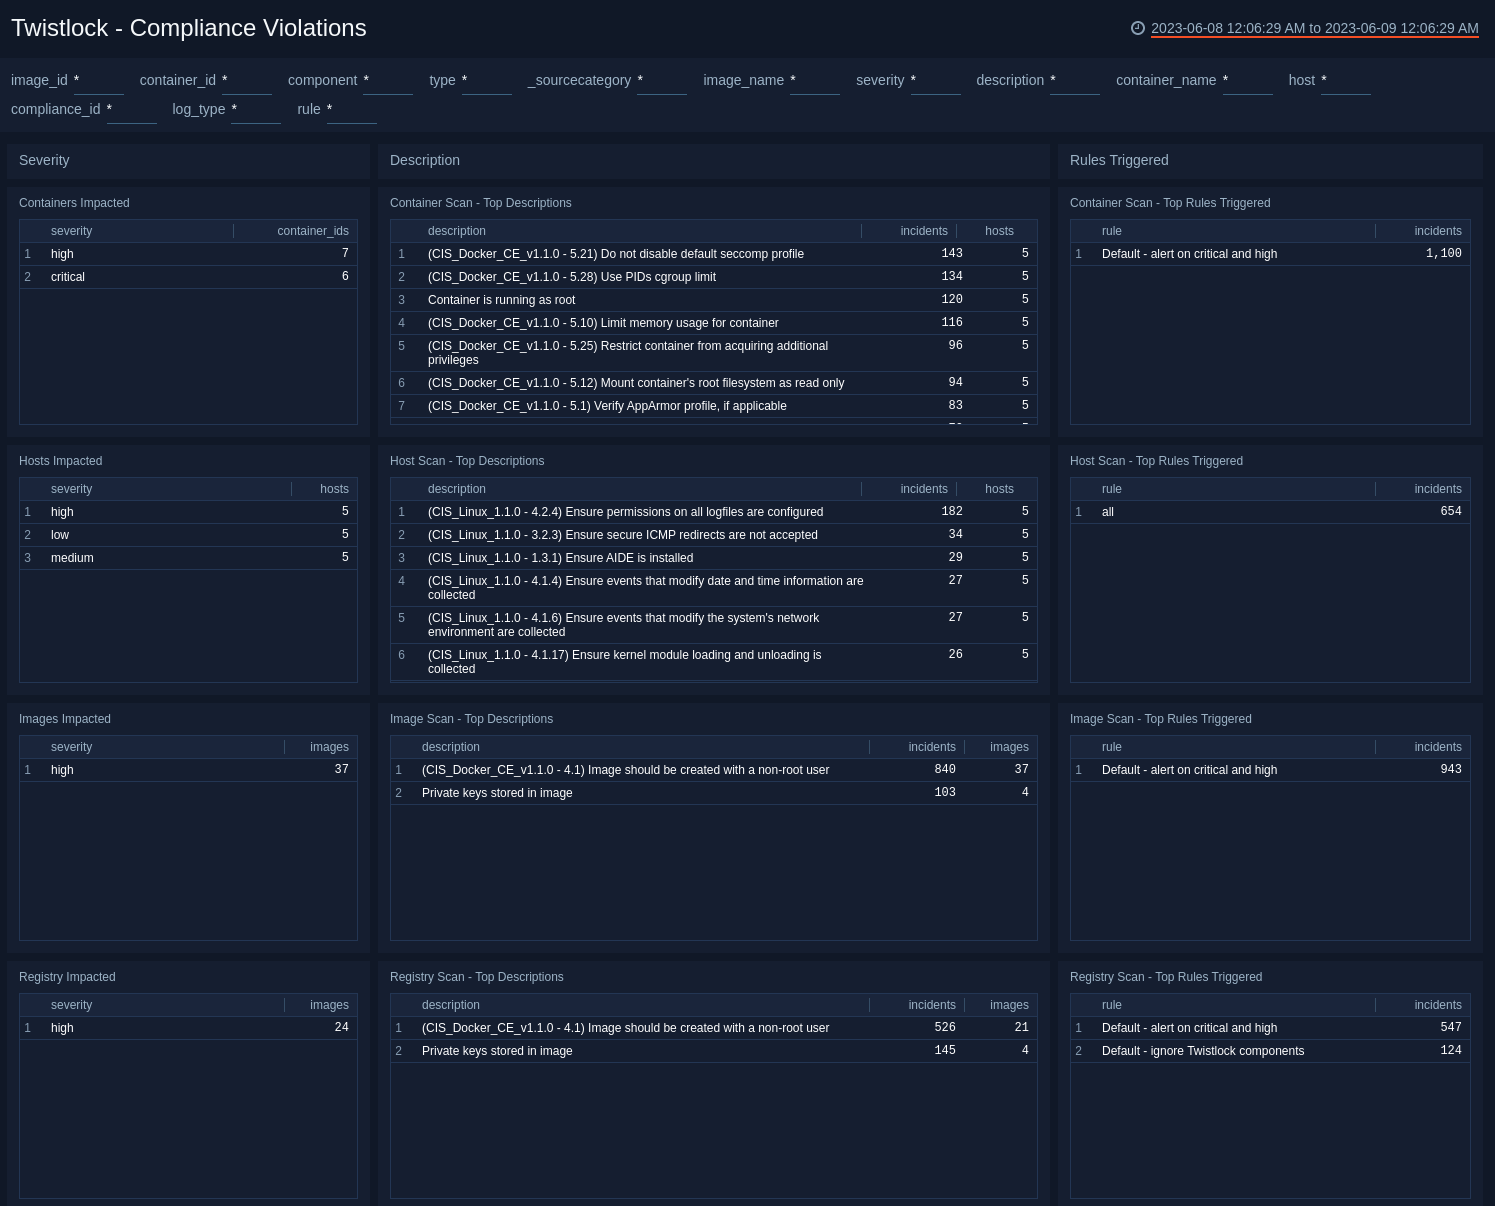 Twistlock - Compliance Violations
2023-06-08 12:06:29 AM to 2023-06-09 12:06:29 AM
image_id * container_id * component * type * _sourcecategory * image_name * severity * description * container_name * host *
compliance_id * log_type * rule *
Severity
Description
Rules Triggered
Containers Impacted
severity container_ids
1 high 7
2 critical 6
Container Scan - Top Descriptions
description incidents hosts
1 (CIS_Docker_CE_v1.1.0 - 5.21) Do not disable default seccomp profile 143 5
2 (CIS_Docker_CE_v1.1.0 - 5.28) Use PIDs cgroup limit 134 5
3 Container is running as root 120 5
4 (CIS_Docker_CE_v1.1.0 - 5.10) Limit memory usage for container 116 5
5 (CIS_Docker_CE_v1.1.0 - 5.25) Restrict container from acquiring additional 96 5
privileges
6 (CIS_Docker_CE_v1.1.0 - 5.12) Mount container's root filesystem as read only 94 5
7 (CIS_Docker_CE_v1.1.0 - 5.1) Verify AppArmor profile, if applicable 83 5
Container Scan - Top Rules Triggered
rule incidents
1 Default - alert on critical and high 1,100
Hosts Impacted
severity hosts
1 high 5
2 low 5
3 medium 5
Host Scan - Top Descriptions
description incidents hosts
1 (CIS_Linux_1.1.0 - 4.2.4) Ensure permissions on all logfiles are configured 182 5
2 (CIS_Linux_1.1.0 - 3.2.3) Ensure secure ICMP redirects are not accepted 34 5
3 (CIS_Linux_1.1.0 - 1.3.1) Ensure AIDE is installed 29 5
4 (CIS_Linux_1.1.0 - 4.1.4) Ensure events that modify date and time information are 27 5
collected
5 (CIS_Linux_1.1.0 - 4.1.6) Ensure events that modify the system's network 27 5
environment are collected
6 (CIS_Linux_1.1.0 - 4.1.17) Ensure kernel module loading and unloading is 26 5
collected
Host Scan - Top Rules Triggered
rule incidents
1 all 654
Images Impacted
severity images
1 high 37
Image Scan - Top Descriptions
description incidents images
1 (CIS_Docker_CE_v1.1.0 - 4.1) Image should be created with a non-root user 840 37
2 Private keys stored in image 103 4
Image Scan - Top Rules Triggered
rule incidents
1 Default - alert on critical and high 943
Registry Impacted
severity images
1 high 24
Registry Scan - Top Descriptions
description incidents images
1 (CIS_Docker_CE_v1.1.0 - 4.1) Image should be created with a non-root user 526 21
2 Private keys stored in image 145 4
Registry Scan - Top Rules Triggered
rule incidents
1 Default - alert on critical and high 547
2 Default - ignore Twistlock components 124